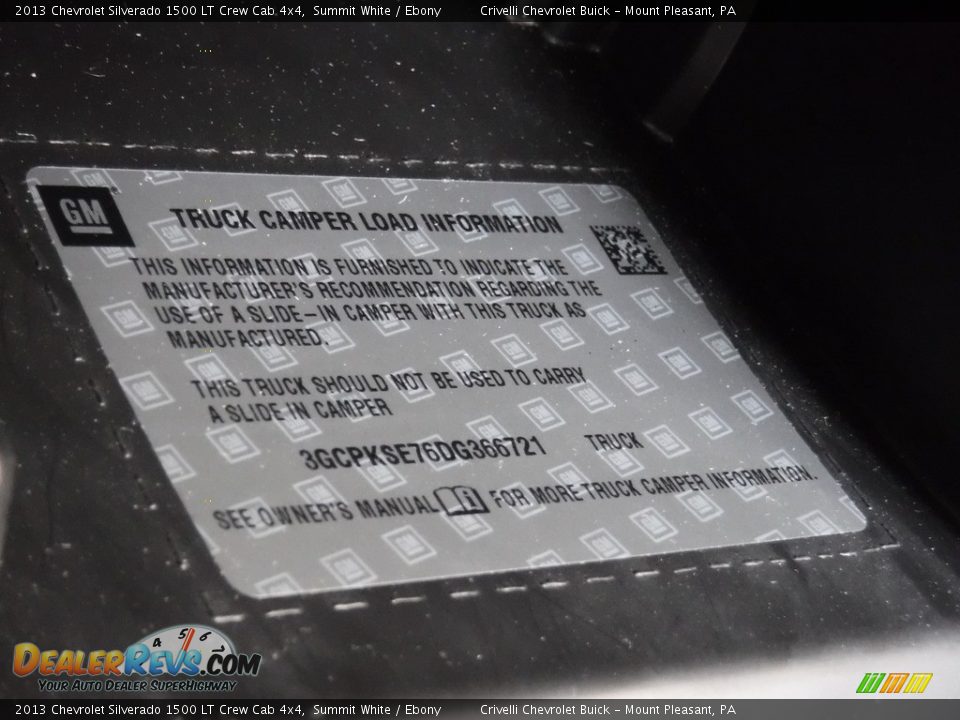 2013 Chevrolet Silverado 1500 LT Crew Cab 4x4, Summit White / Ebony Crivelli Chevrolet Buick - Mount Pleasant, PA
GM
TRUCK CAMPER LOAD INFORMATION
THIS INFORMATION IS FURNISHED TO INDICATE THE
MANUFACTURER'S RECOMMENDATION REGARDING THE
USE OF A SLIDE-IN CAMPER WITH THIS TRUCK AS
MANUFACTURED.
THIS TRUCK SHOULD NOT BE USED TO CARRY
A SLIDE IN CAMPER
3GCPKSE76DG366721 TRUCK
SEE OWNER'S MANUAL i FOR MORE TRUCK CAMPER INFORMATION.
4 5 6
DEALERREVS.COM
YOUR AUTO DEALER SUPERHIGHWAY
2013 Chevrolet Silverado 1500 LT Crew Cab 4x4, Summit White / Ebony Crivelli Chevrolet Buick - Mount Pleasant, PA